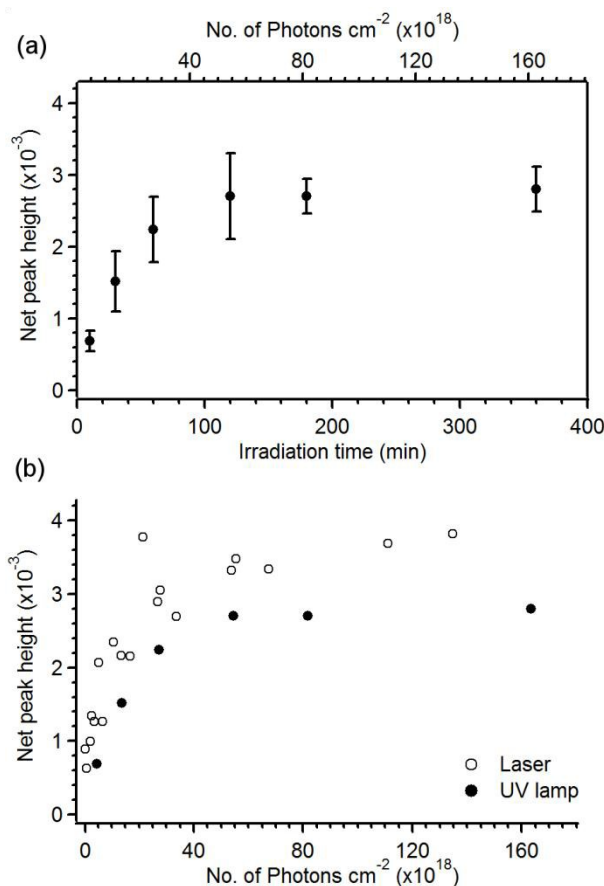 (a)
No. of Photons cm-2 (x1018)
0 40 80 120 160
Net peak height (x10-3)
4
3
2
1
0
0 100 200 300 400
Irradiation time (min)
(b)
Net peak height (x10-3)
4
3
2
1
0
Laser
UV lamp
0 40 80 120 160
No. of Photons cm-2 (x1018)